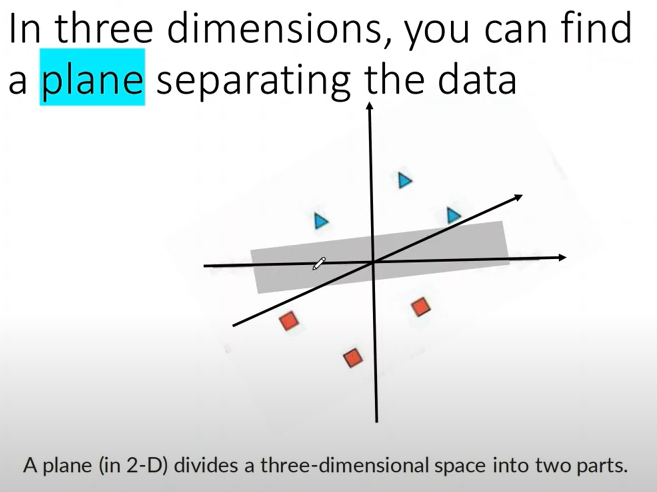 In three dimensions, you can find
a plane separating the data
A plane (in 2-D) divides a three-dimensional space into two parts.